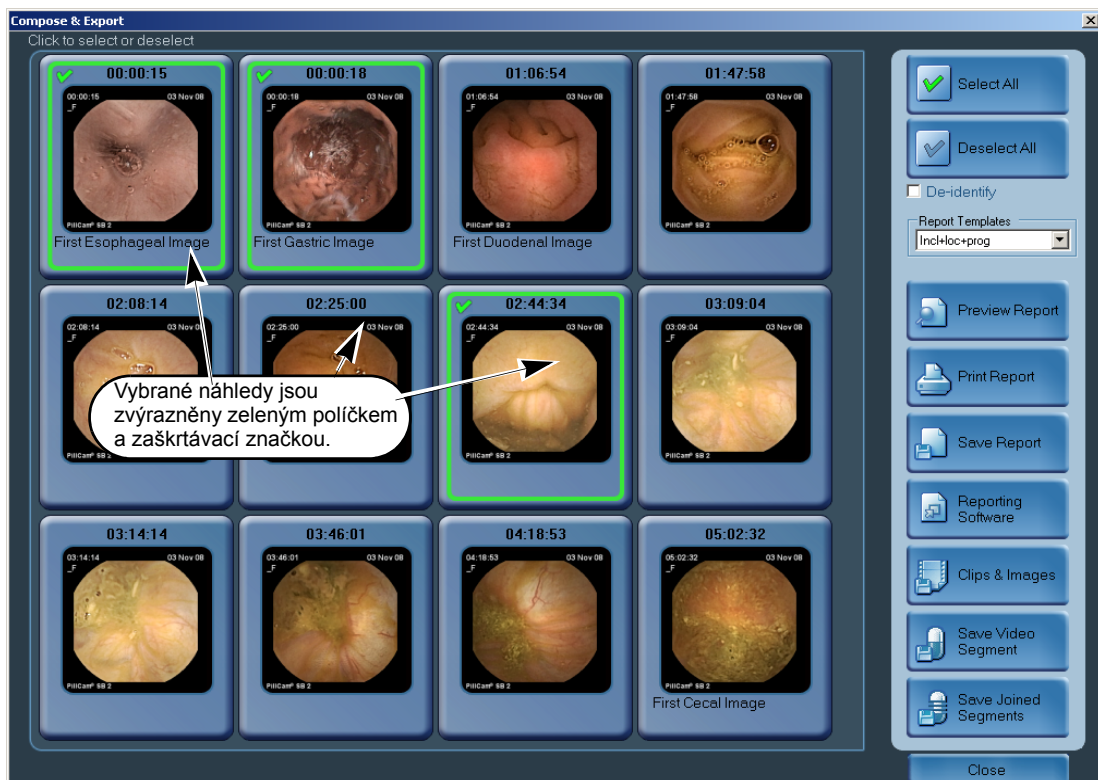 Compose & Export
Click to select or deselect
00:00:15
00:00:18
01:06:54
01:47:58
00:00:15 03 Nov 08
_F
PillCam® SB 2
00:00:18 03 Nov 08
_F
PillCam® SB 2
01:06:54 03 Nov 08
_F
PillCam® SB 2
01:47:58 03 Nov 08
_F
PillCam® SB 2
First Esophageal Image
First Gastric Image
First Duodenal Image
02:08:14
02:25:00
02:44:34
03:09:04
02:08:14 03 Nov 08
_F
02:25:00 03 Nov 08
_F
02:44:34 03 Nov 08
_F
PillCam® SB 2
03:09:04 03 Nov 08
_F
PillCam® SB 2
Vybrané náhledy jsou
zvýrazněny zeleným políčkem
a zaškrtávací značkou.
PillCam® SB 2
PillCam® SB 2
03:14:14
03:46:01
04:18:53
05:02:32
03:14:14 03 Nov 08
_F
PillCam® SB 2
03:46:01 03 Nov 08
_F
PillCam® SB 2
04:18:53 03 Nov 08
_F
PillCam® SB 2
05:02:32 03 Nov 08
_F
PillCam® SB 2
First Cecal Image
Select All
Deselect All
De-identify
Report Templates
Incl+loc+prog
Preview Report
Print Report
Save Report
Reporting
Software
Clips & Images
Save Video
Segment
Save Joined
Segments
Close